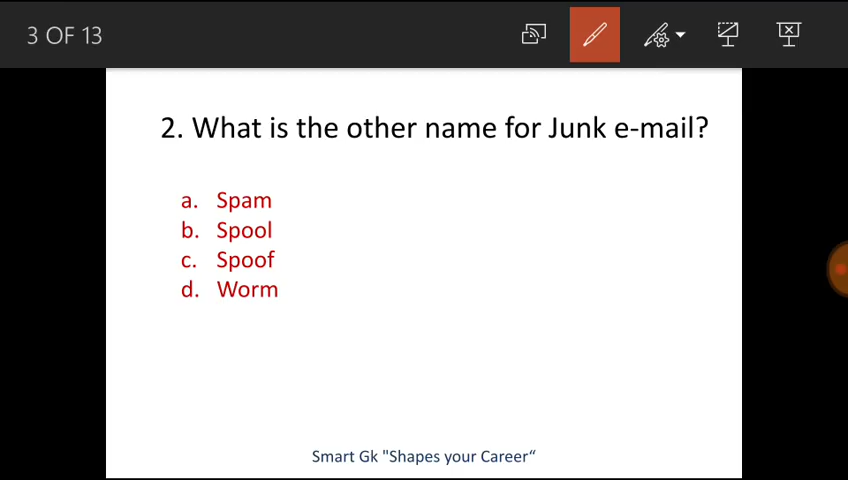 3 OF 13
2. What is the other name for Junk e-mail?
a. Spam
b. Spool
c. Spoof
d. Worm
Smart Gk "Shapes your Career“